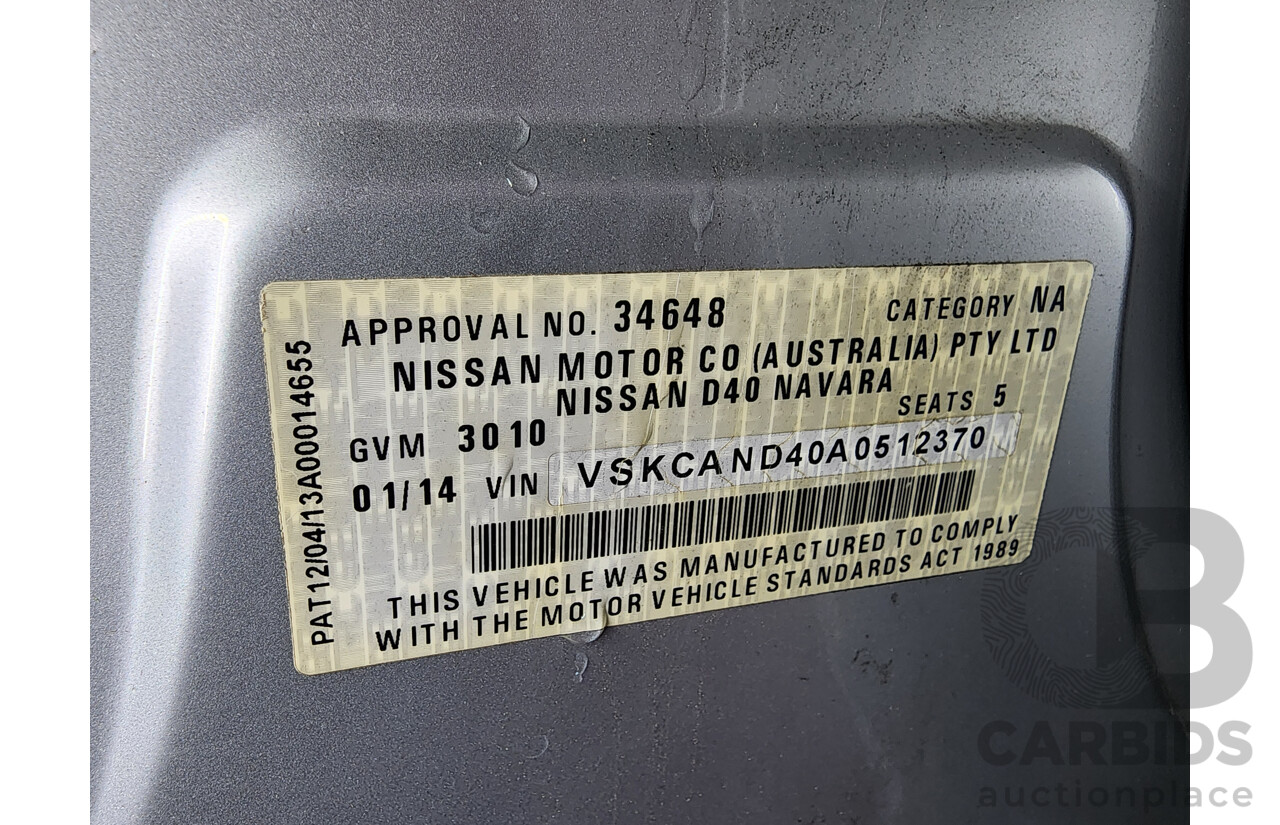 APPROVAL NO. 34648 CATEGORY NA
NISSAN MOTOR CO (AUSTRALIA) PTY LTD
NISSAN D40 NAVARA
GVM 3010 SEATS 5
01/14 VIN VSKCAND40A0512370
THIS VEHICLE WAS MANUFACTURED TO COMPLY
WITH THE MOTOR VEHICLE STANDARDS ACT 1989
PAT12/04/13A00014655
CB
CARBIDS
auctionplace